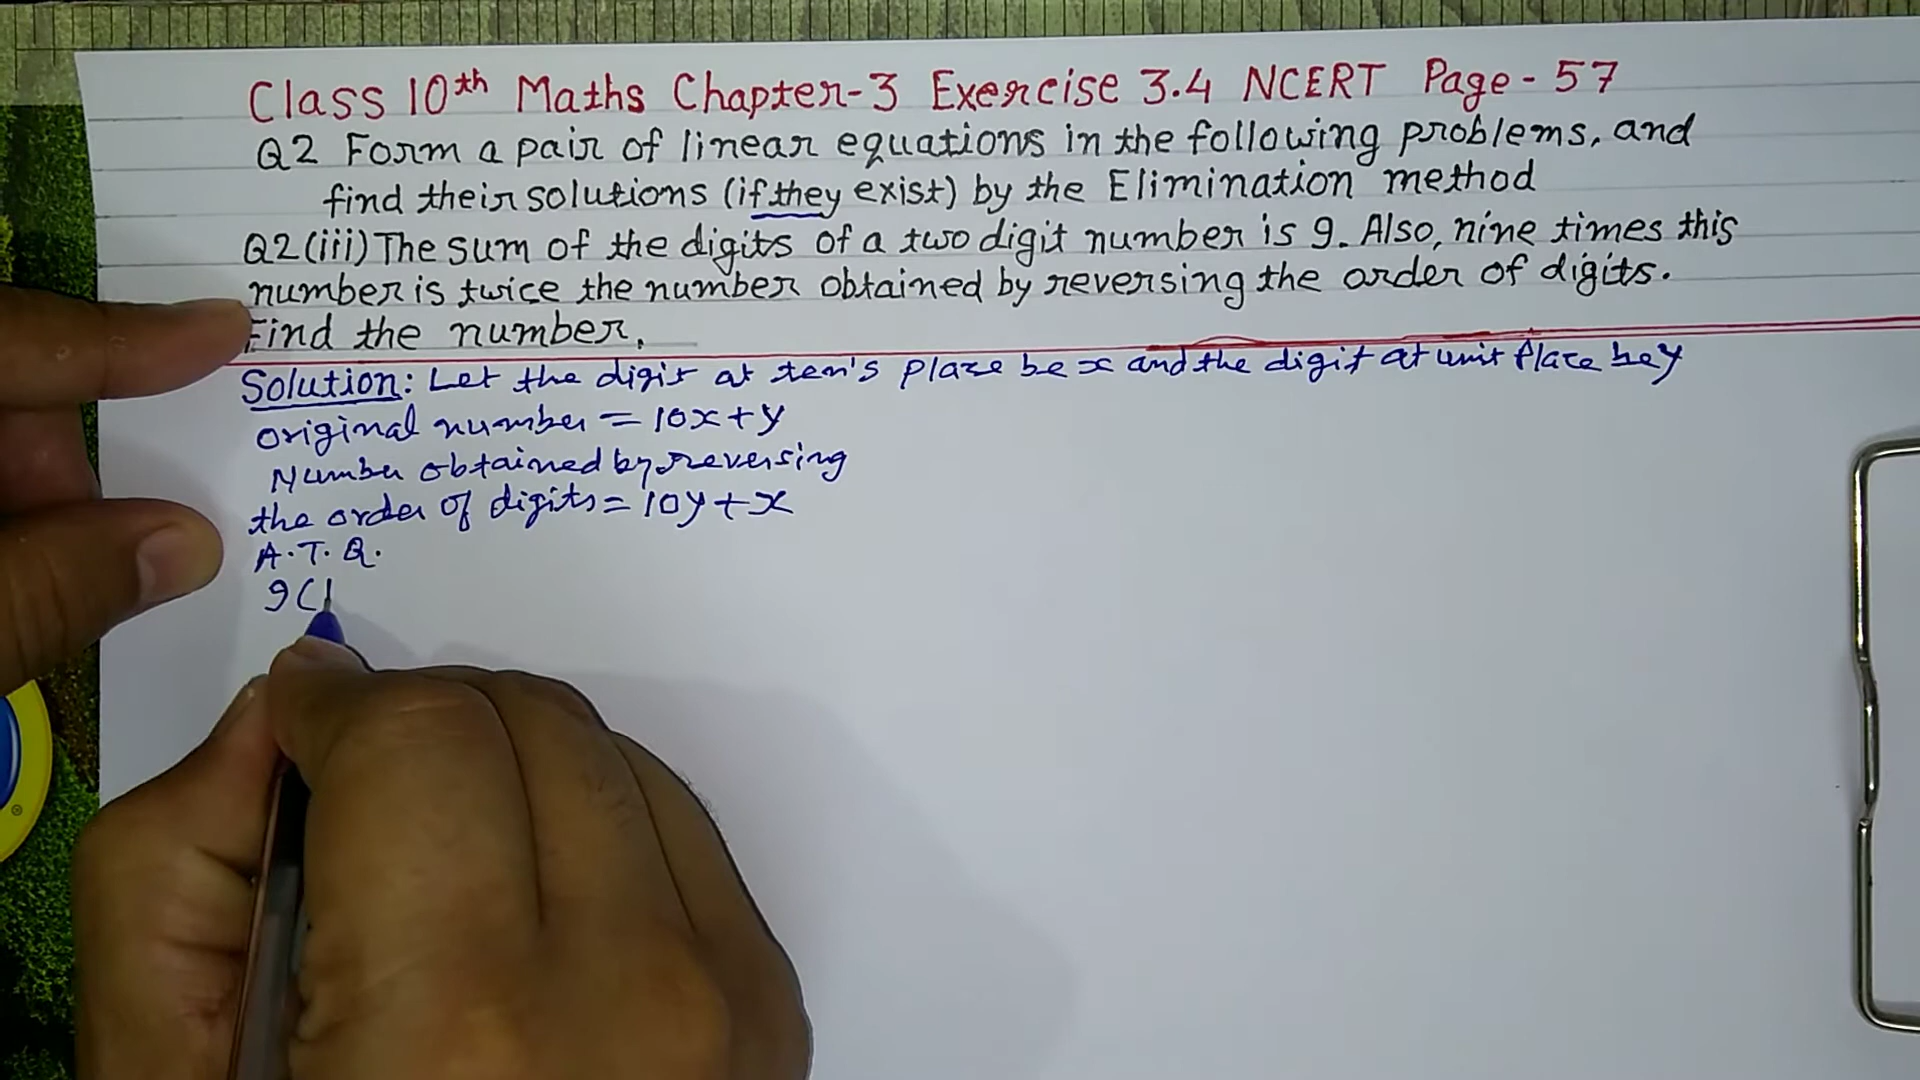 Class 10th Maths Chapter-3 Exercise 3.4 NCERT Page-57
Q2 Form a pair of linear equations in the following problems, and
find their solutions (if they exist) by the Elimination method
Q2(iii) The sum of the digits of a two digit number is 9. Also, nine times this
number is twice the number obtained by reversing the order of digits.
Find the number.
Solution: Let the digit at ten's place be x and the digit at unit place be y
original number = 10x+y
Number obtained by reversing
the order of digits = 10y+x
A.T.Q.
9(1